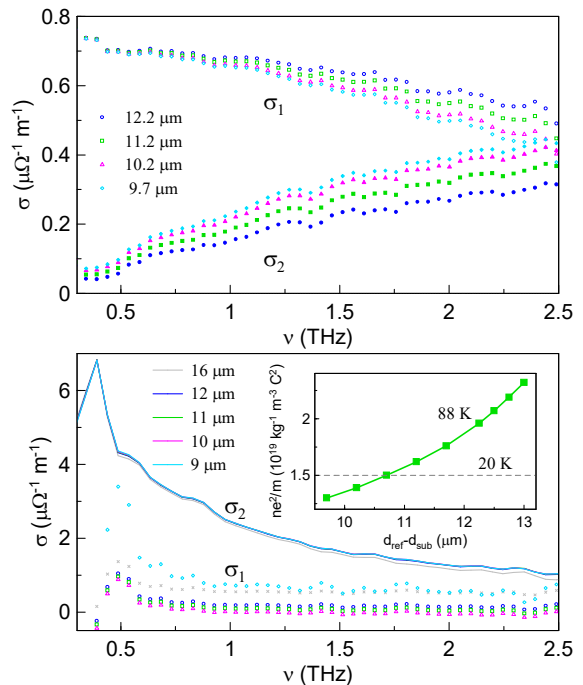 0.8
0.6
0.4
0.2
0
σ (μΩ⁻¹ m⁻¹)
σ₁
12.2 μm
11.2 μm
10.2 μm
9.7 μm
σ₂
0.5 1 1.5 2 2.5
ν (THz)
6
4
2
0
σ (μΩ⁻¹ m⁻¹)
16 μm
12 μm
11 μm
10 μm
9 μm
ne²/m (10¹⁹ kg⁻¹ m⁻³ C²)
2
1.5
88 K
20 K
10 11 12 13
d_ref-d_sub (μm)
σ₂
σ₁
0.5 1 1.5 2 2.5
ν (THz)